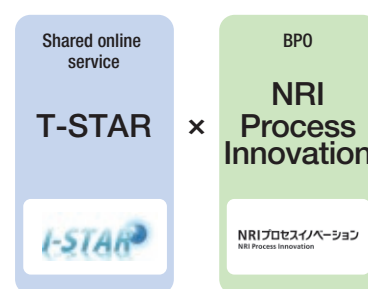 Shared online
service
T-STAR
T-STAR
×
BPO
NRI
Process
Innovation
NRIプロセスイノベーション
NRI Process Innovation